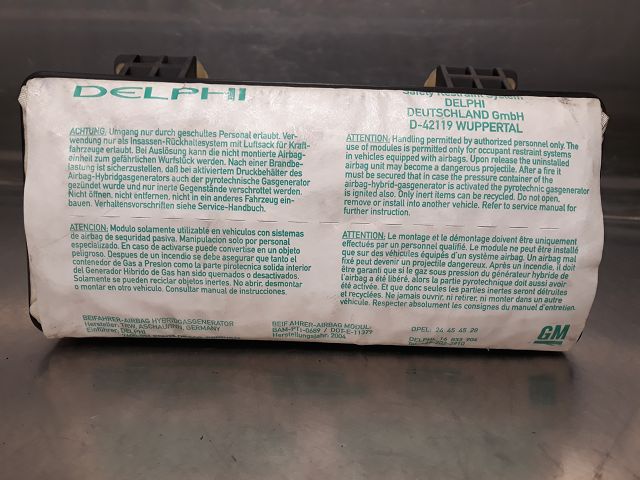 DELPHI
Safety Restraint System
DELPHI
DEUTSCHLAND GmbH
D-42119 WUPPERTAL
ACHTUNG: Umgang nur durch geschultes Personal erlaubt. Ver-
wendung nur als Insassen-Rückhaltesystem mit Luftsack für Kraft-
fahrzeuge erlaubt. Bei Auslösung kann die nicht montierte Airbag-
einheit zum gefährlichen Wurfstück werden. Nach einer Brandbe-
lastung ist sicherzustellen, daß bei aktiviertem Druckbehälter des
Airbag-Hybridgasgenerators auch der pyrotechnische Gasgenerator
gezündet wurde und nur inerte Gegenstände verschrottet werden.
Nicht öffnen, nicht entfernen, nicht in ein anderes Fahrzeug ein-
bauen. Verhaltensvorschriften siehe Service-Handbuch.
ATTENTION: Handling permitted by authorized personnel only. The
use of modules is permitted only for occupant restraint systems
in vehicles equipped with airbags. Upon release the uninstalled
airbag unit may become a dangerous projectile. After a fire it
must be secured that in case the pressure container of the
airbag-hybrid-gasgenerator is activated the pyrotechnic gasgenerator
is ignited also. Only inert items can be recycled. Do not open,
remove or install into another vehicle. Refer to service manual for
further instruction.
ATENCION: Modulo solamente utilizable en vehiculos con sistemas
de airbag de seguridad pasiva. Manipulacion solo por personal
especializado. En caso de activarse puede converirse en un objeto
peligroso. Despues de un incendio se debe asegurar que tanto el
contenedor de Gas a Presion como la parte pirotecnica solida interior
del Generador Hibrido de Gas han sido quemados o desactivados.
Solamente se pueden reciclar objetos inertes. No abrir, desmontar
o montar en otro vehiculo. Consultar manual de instrucciones.
ATTENTION: Le montage et le démontage doivent être uniquement
effectués par un personnel qualifié. Le module ne peut être installé
que sur des véhicules équipés d'un système airbag. Un airbag mal
fixé peut devenir un projectile dangereux. Après un incendie, il doit
être garanti que si le gaz sous pression du générateur hybride de
l'airbag a été libéré, alors la partie pyrotechnique doit aussi avoir
été activée. Et que donc seules les parties inertes seront détruites
et recyclées. Ne jamais ouvrir, ni retirer, ni monter dans un autre
véhicule. Respecter absolument les consignes du manuel d'entretien.
BEIFAHRER-AIRBAG HYBRIDGASGENERATOR
Hersteller: TRW, ASCHAU/TRG, GERMANY
Einführer: DELPHI
BEIFAHRER-AIRBAG MODUL:
BAM-PT1-0659 / DOT-E-11377
Herstellungsjahr: 2004
OPEL: 24 45 45 20
DELPHI: 16 833 206
GM